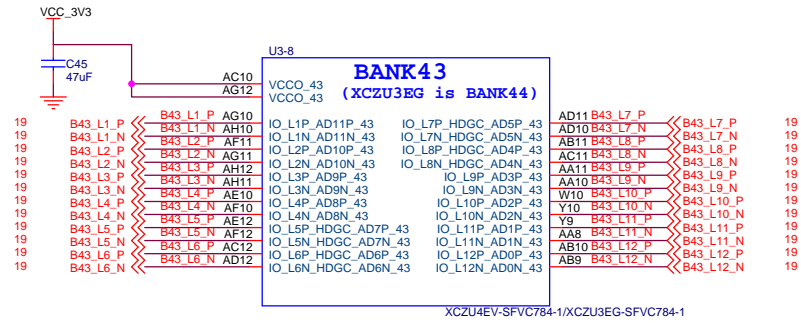 VCC_3V3
C45
47uF
U3-8
BANK43
(XCZU3EG is BANK44)
AC10 VCCO_43
AG12 VCCO_43
19 B43_L1_P B43_L1_P AG10 IO_L1P_AD11P_43 IO_L7P_HDGC_AD5P_43 AD11 B43_L7_P B43_L7_P 19
19 B43_L1_N B43_L1_N AH10 IO_L1N_AD11N_43 IO_L7N_HDGC_AD5N_43 AD10 B43_L7_N B43_L7_N 19
19 B43_L2_P B43_L2_P AF11 IO_L2P_AD10P_43 IO_L8P_HDGC_AD4P_43 AB11 B43_L8_P B43_L8_P 19
19 B43_L2_N B43_L2_N AG11 IO_L2N_AD10N_43 IO_L8N_HDGC_AD4N_43 AC11 B43_L8_N B43_L8_N 19
19 B43_L3_P B43_L3_P AH12 IO_L3P_AD9P_43 IO_L9P_AD3P_43 AA11 B43_L9_P B43_L9_P 19
19 B43_L3_N B43_L3_N AH11 IO_L3N_AD9N_43 IO_L9N_AD3N_43 AA10 B43_L9_N B43_L9_N 19
19 B43_L4_P B43_L4_P AE10 IO_L4P_AD8P_43 IO_L10P_AD2P_43 W10 B43_L10_P B43_L10_P 19
19 B43_L4_N B43_L4_N AF10 IO_L4N_AD8N_43 IO_L10N_AD2N_43 Y10 B43_L10_N B43_L10_N 19
19 B43_L5_P B43_L5_P AE12 IO_L5P_HDGC_AD7P_43 IO_L11P_AD1P_43 Y9 B43_L11_P B43_L11_P 19
19 B43_L5_N B43_L5_N AF12 IO_L5N_HDGC_AD7N_43 IO_L11N_AD1N_43 AA8 B43_L11_N B43_L11_N 19
19 B43_L6_P B43_L6_P AC12 IO_L6P_HDGC_AD6P_43 IO_L12P_AD0P_43 AB10 B43_L12_P B43_L12_P 19
19 B43_L6_N B43_L6_N AD12 IO_L6N_HDGC_AD6N_43 IO_L12N_AD0N_43 AB9 B43_L12_N B43_L12_N 19
XCZU4EV-SFVC784-1/XCZU3EG-SFVC784-1